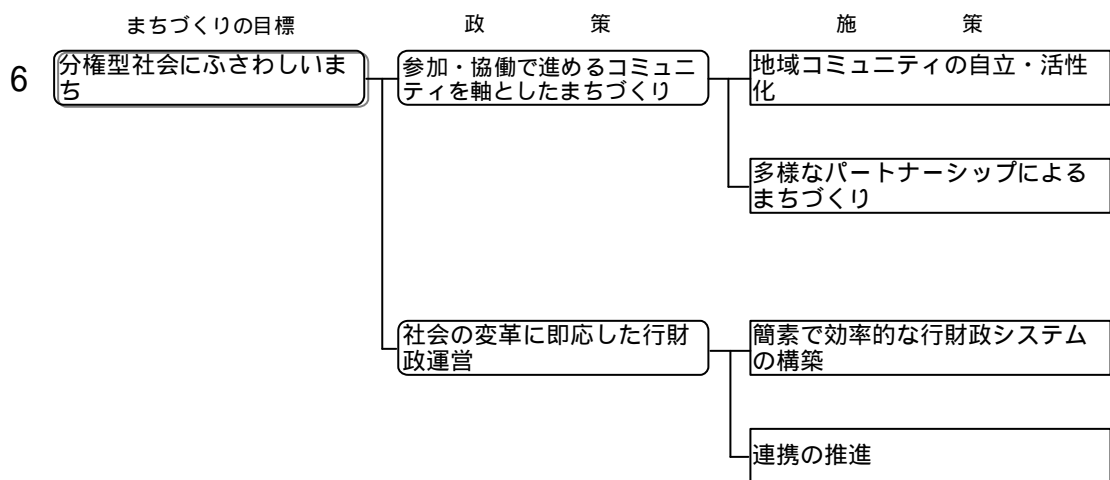 まちづくりの目標
政策
施策
6
分権型社会にふさわしいま
ち
参加・協働で進めるコミュニ
ティを軸としたまちづくり
地域コミュニティの自立・活性
化
多様なパートナーシップによる
まちづくり
社会の変革に即応した行財
政運営
簡素で効率的な行財政システム
の構築
連携の推進